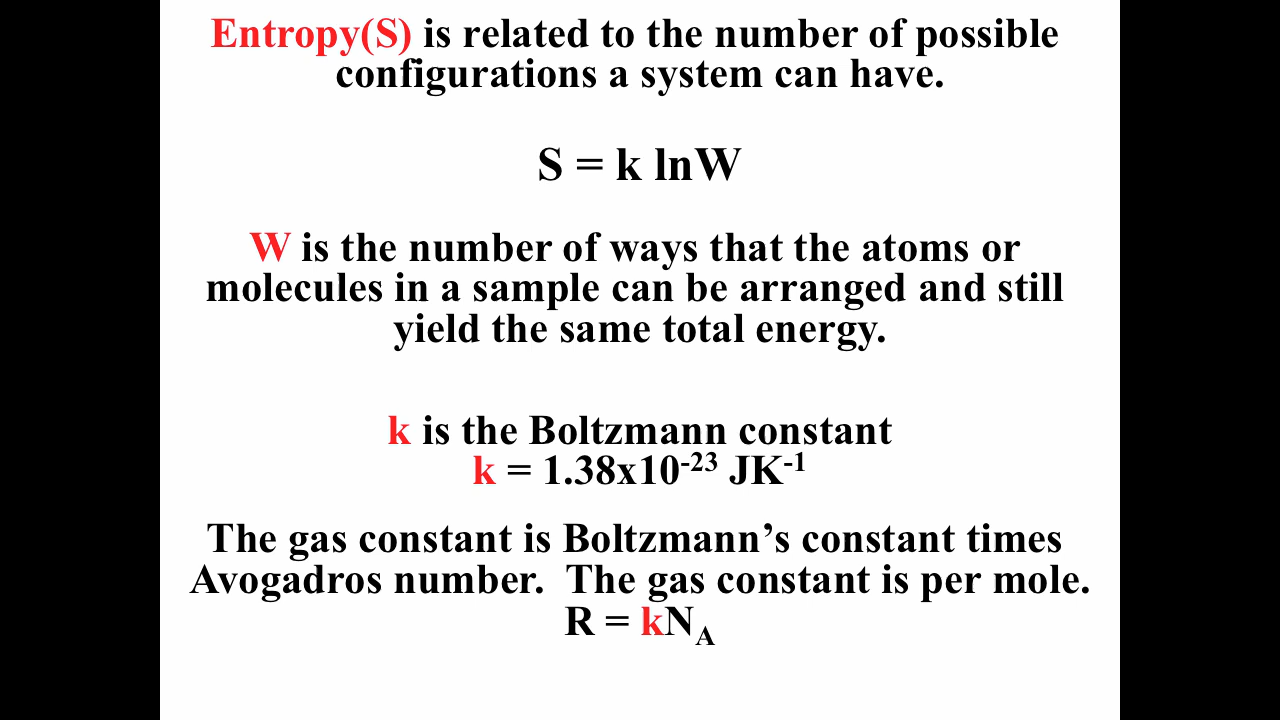 Entropy(S) is related to the number of possible
configurations a system can have.
S = k lnW
W is the number of ways that the atoms or
molecules in a sample can be arranged and still
yield the same total energy.
k is the Boltzmann constant
k = 1.38x10⁻²³ JK⁻¹
The gas constant is Boltzmann’s constant times
Avogadros number.  The gas constant is per mole.
R = kN_A